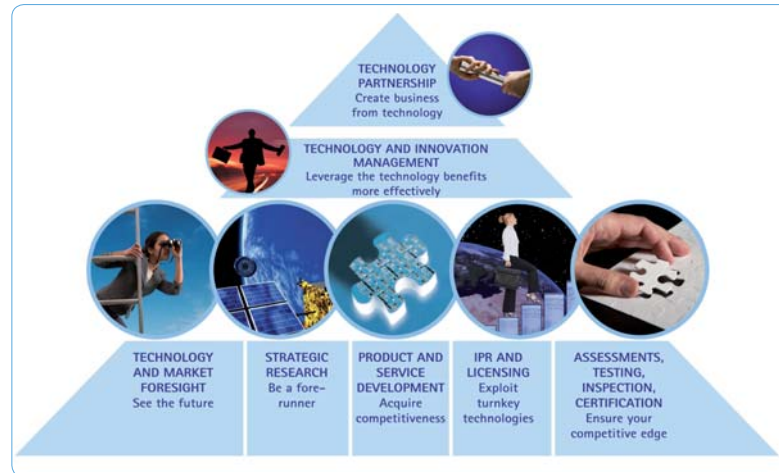 TECHNOLOGY
PARTNERSHIP
Create business
from technology
TECHNOLOGY AND INNOVATION
MANAGEMENT
Leverage the technology benefits
more effectively
TECHNOLOGY
AND MARKET
FORESIGHT
See the future
STRATEGIC
RESEARCH
Be a fore-
runner
PRODUCT AND
SERVICE
DEVELOPMENT
Acquire
competitiveness
IPR AND
LICENSING
Exploit
turnkey
technologies
ASSESSMENTS,
TESTING,
INSPECTION,
CERTIFICATION
Ensure your
competitive edge